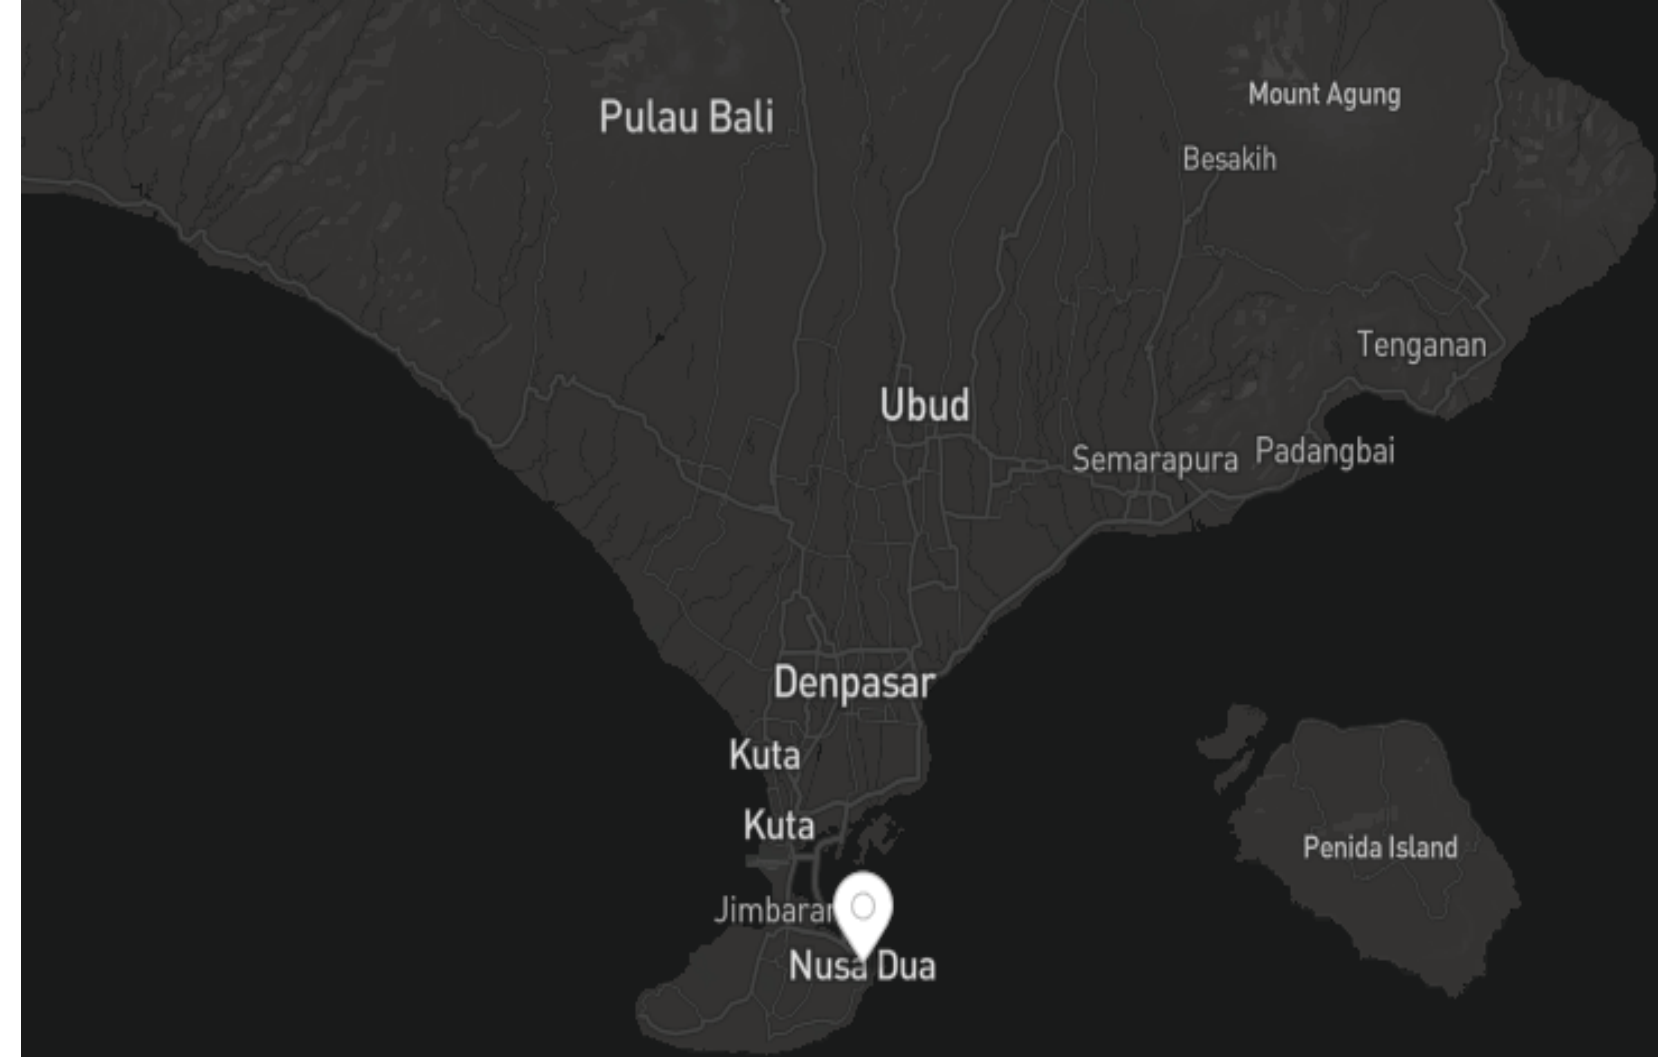 Mount Agung
Pulau Bali
Besakih
Tenganan
Ubud
Semarapura
Padangbai
Denpasar
Kuta
Kuta
Penida Island
Jimbaran
Nusa Dua